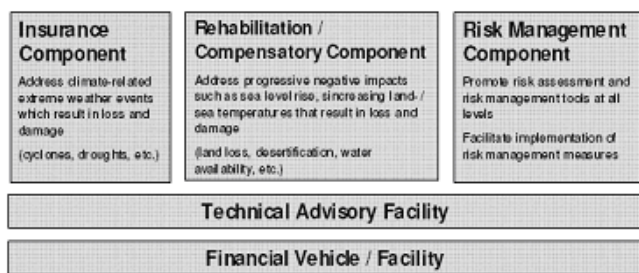 Insurance
Component
Address climate-related
extreme weather events
which result in loss and
damage
(cyclones, droughts, etc.)
Rehabilitation /
Compensatory Component
Address progressive negative impacts
such as sea level rise, sincreasing land-/
sea temperatures that result in loss and
damage
(land loss, desertification, water
availability, etc.)
Risk Management
Component
Promote risk assessment and
risk management tools at all
levels
Facilitate implementation of
risk management measures
Technical Advisory Facility
Financial Vehicle / Facility